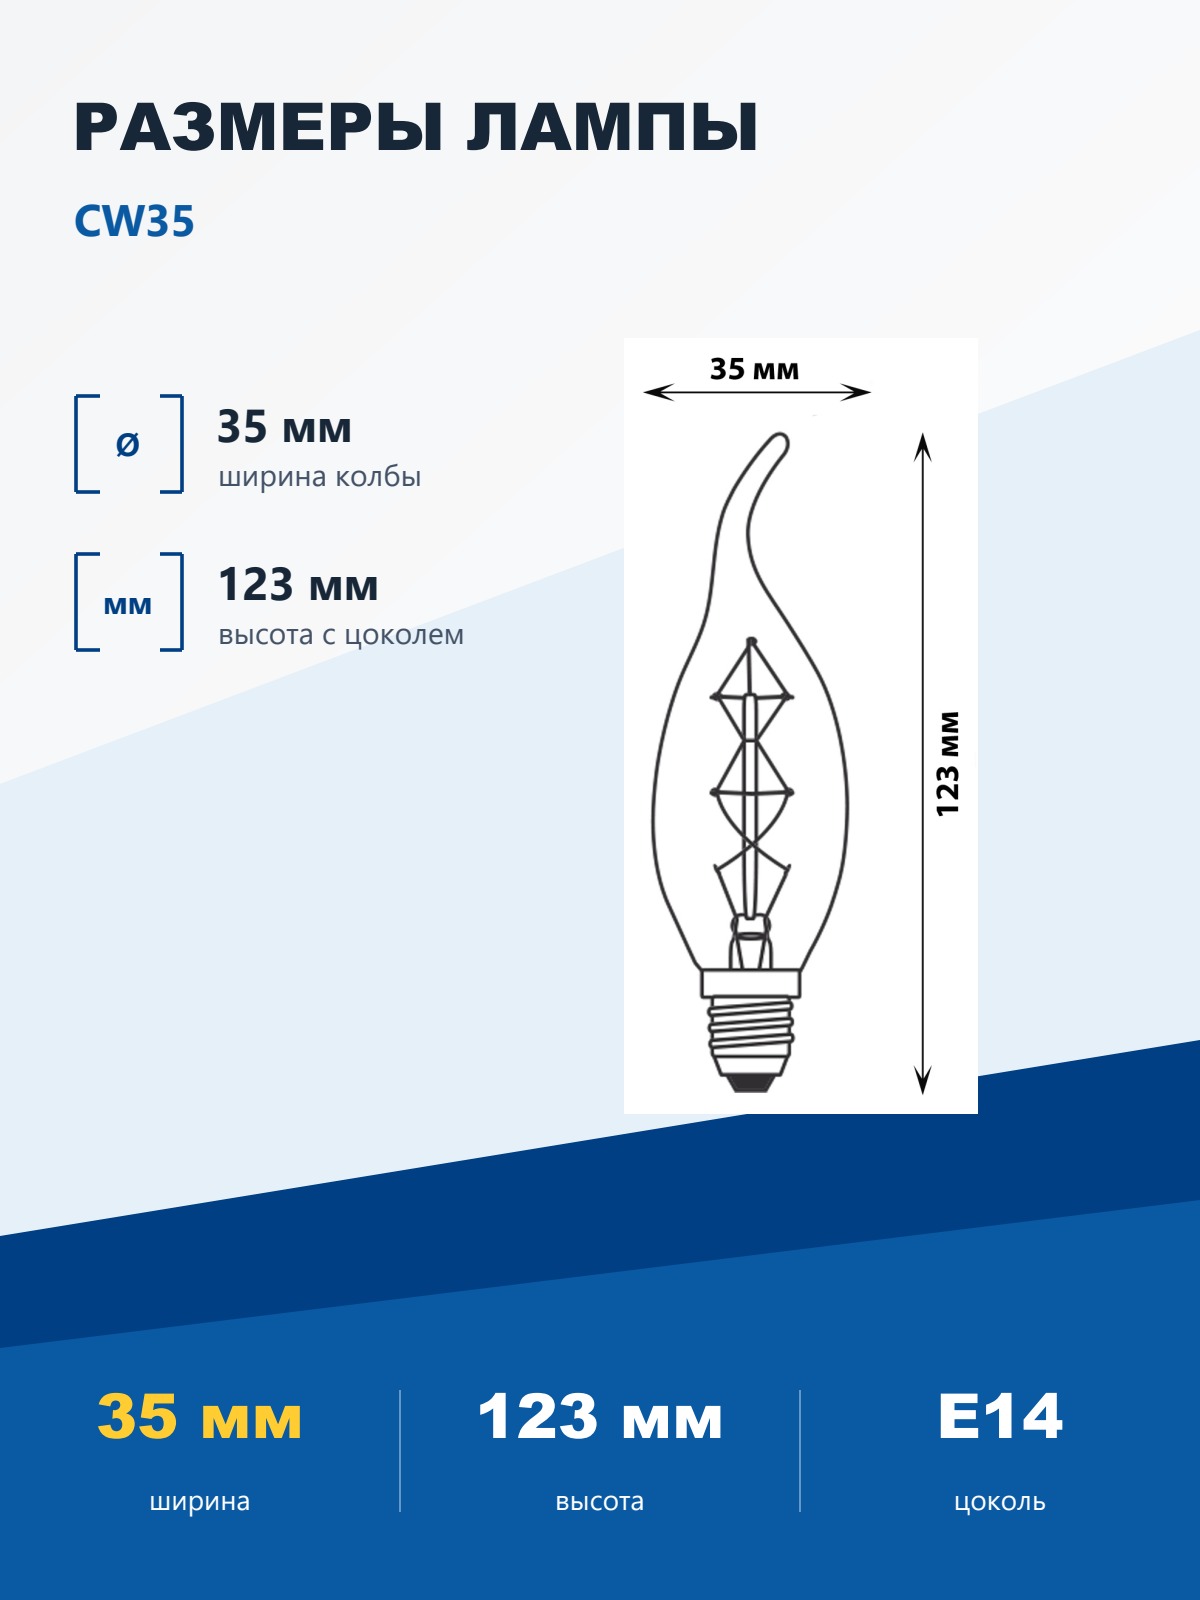 РАЗМЕРЫ ЛАМПЫ
CW35
35 мм
Ø
35 мм
ширина колбы
мм
123 мм
высота с цоколем
123 мм
35 мм
123 мм
E14
ширина
высота
цоколь